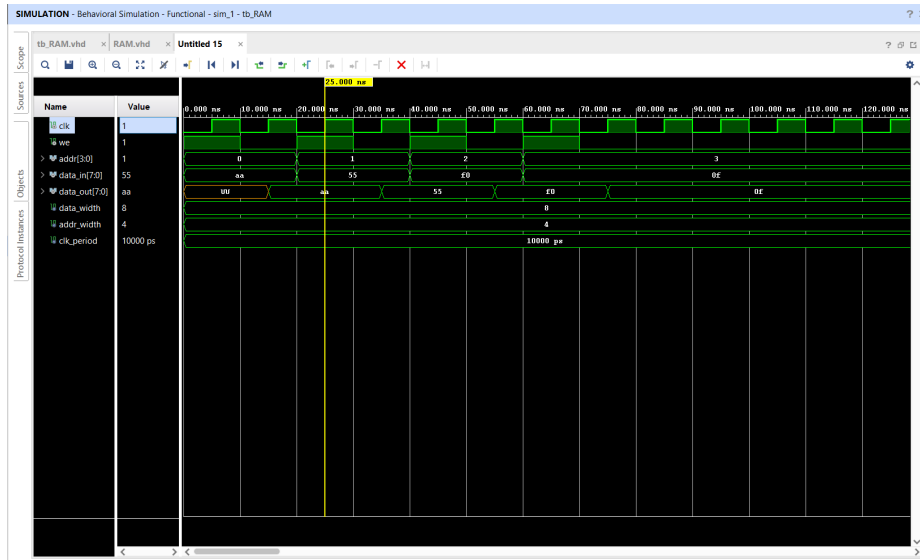 SIMULATION - Behavioral Simulation - Functional - sim_1 - tb_RAM ?
tb_RAM.vhd × RAM.vhd × Untitled 15 × ?
Scope
Sources
Objects
Protocol Instances
25.000 ns
Name Value 0.000 ns 10.000 ns 20.000 ns 30.000 ns 40.000 ns 50.000 ns 60.000 ns 70.000 ns 80.000 ns 90.000 ns 100.000 ns 110.000 ns 120.000 ns
clk 1
we 1
addr[3:0] 1 0 1 2 3
data_in[7:0] 55 aa 55 f0 0f
data_out[7:0] aa UU aa 55 f0 0f
data_width 8 8
addr_width 4 4
clk_period 10000 ps 10000 ps